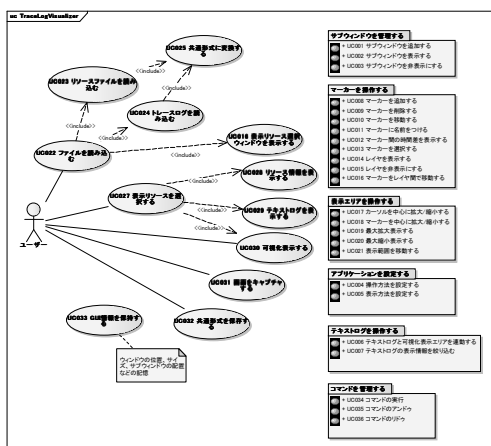 uc TraceLogVisualizer
UC025 共通形式に変換する
<<include>>
<<include>>
UC023 リソースファイルを読み
込む
UC024 トレースログを読
み込む
<<include>>
<<include>>
UC022 ファイルを読み込
む
<<include>>
UC016 表示リソース選択
ウィンドウを表示する
UC026 リソース情報を表
示する
<<include>>
UC027 表示リソースを選
択する
<<include>>
UC029 テキストログを表
示する
<<include>>
UC030 可視化表示する
ユーザー
UC031 画面をキャプチャ
する
UC032 共通形式を保存す
る
UC033 GUI情報を保持す
る
ウィンドウの位置、サイ
ズ、サブウィンドウの配置
などの記憶
サブウィンドウを管理する
+ UC001 サブウィンドウを追加する
+ UC002 サブウィンドウを表示する
+ UC003 サブウィンドウを非表示にする
マーカーを操作する
+ UC008 マーカーを追加する
+ UC009 マーカーを削除する
+ UC010 マーカーを移動する
+ UC011 マーカーに名前をつける
+ UC012 マーカー間の時間差を表示する
+ UC013 マーカーを選択する
+ UC014 レイヤを表示する
+ UC015 レイヤを非表示にする
+ UC016 マーカーをレイヤ間で移動する
表示エリアを操作する
+ UC017 カーソルを中心に拡大/縮小する
+ UC018 マーカーを中心に拡大/縮小する
+ UC019 最大拡大表示する
+ UC020 最大縮小表示する
+ UC021 表示範囲を移動する
アプリケーションを設定する
+ UC004 操作方法を設定する
+ UC005 表示方法を設定する
テキストログを操作する
+ UC006 テキストログと可視化表示エリアを連動する
+ UC007 テキストログの表示情報を絞り込む
コマンドを管理する
+ UC034 コマンドの実行
+ UC035 コマンドのアンドゥ
+ UC036 コマンドのリドゥ